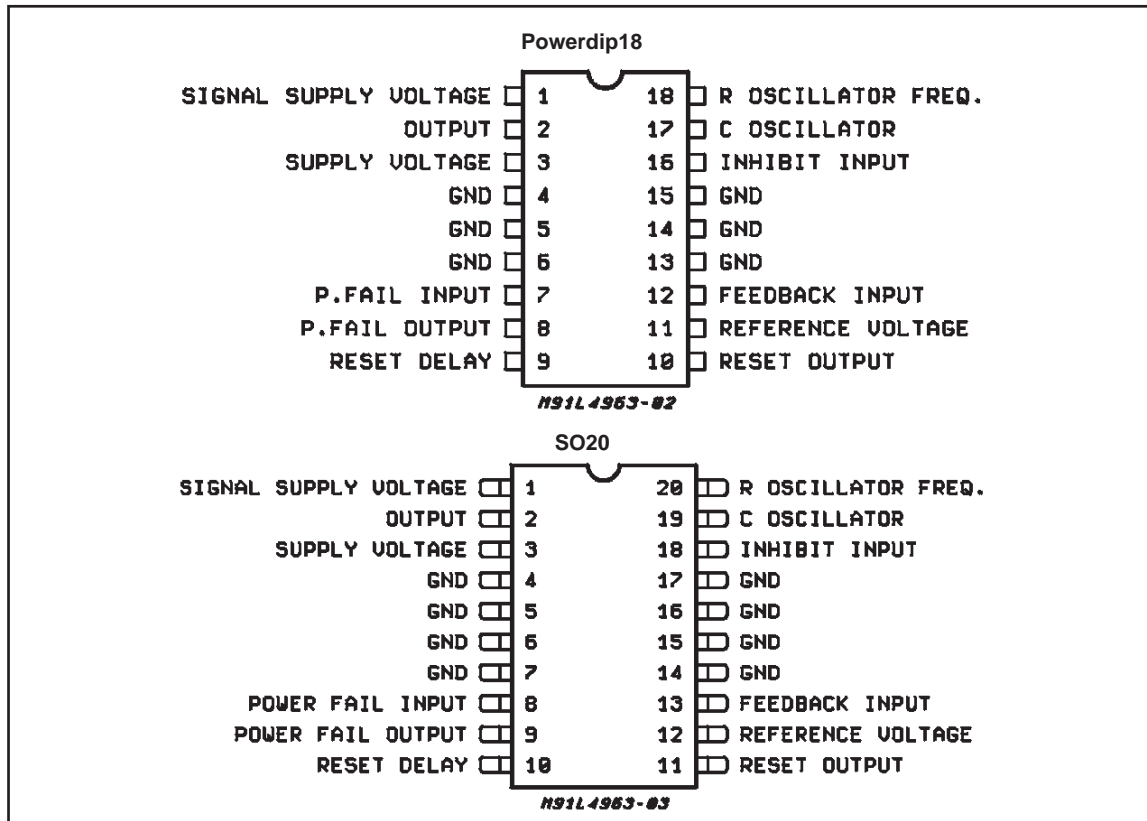 Powerdip18
SIGNAL SUPPLY VOLTAGE 1 18 R OSCILLATOR FREQ.
OUTPUT 2 17 C OSCILLATOR
SUPPLY VOLTAGE 3 16 INHIBIT INPUT
GND 4 15 GND
GND 5 14 GND
GND 6 13 GND
P.FAIL INPUT 7 12 FEEDBACK INPUT
P.FAIL OUTPUT 8 11 REFERENCE VOLTAGE
RESET DELAY 9 10 RESET OUTPUT
M91L4963-02
SO20
SIGNAL SUPPLY VOLTAGE 1 20 R OSCILLATOR FREQ.
OUTPUT 2 19 C OSCILLATOR
SUPPLY VOLTAGE 3 18 INHIBIT INPUT
GND 4 17 GND
GND 5 16 GND
GND 6 15 GND
GND 7 14 GND
POWER FAIL INPUT 8 13 FEEDBACK INPUT
POWER FAIL OUTPUT 9 12 REFERENCE VOLTAGE
RESET DELAY 10 11 RESET OUTPUT
M91L4963-03